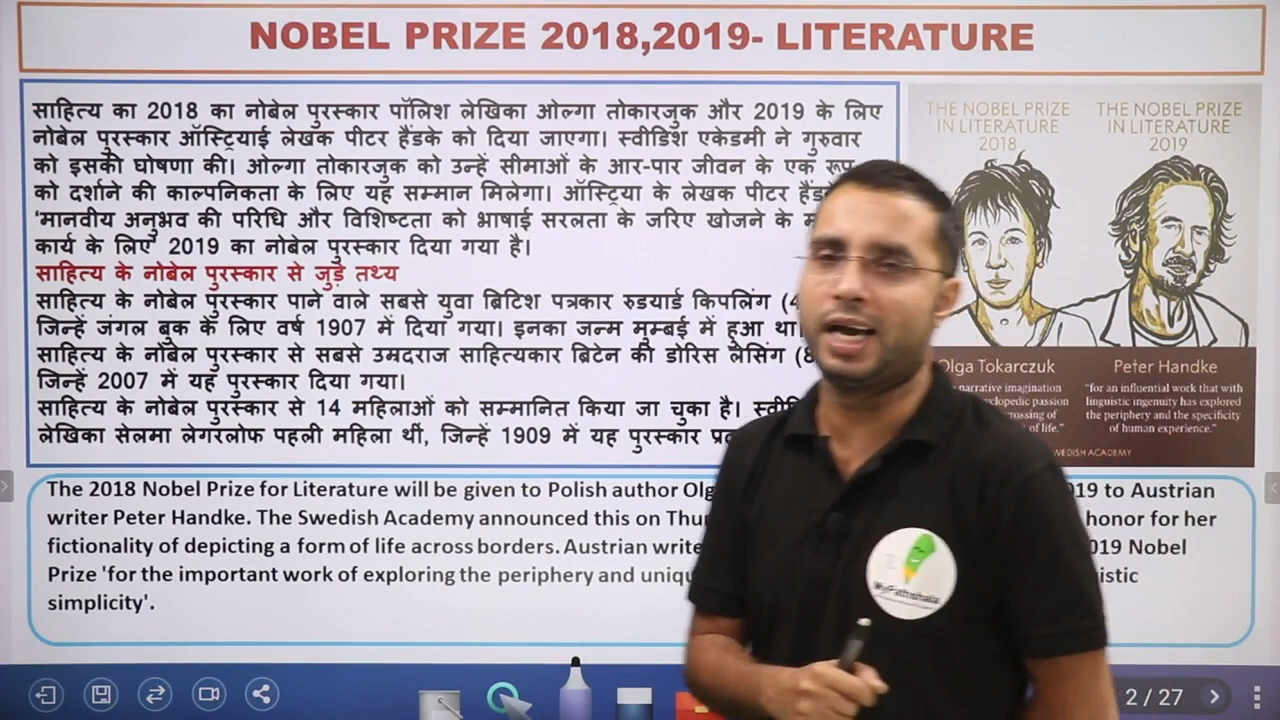 NOBEL PRIZE 2018,2019- LITERATURE
साहित्य का 2018 का नोबेल पुरस्कार पॉलिश लेखिका ओल्गा तोकारजुक और 2019 के लिए
नोबेल पुरस्कार ऑस्ट्रियाई लेखक पीटर हैंडके को दिया जाएगा। स्वीडिश एकेडमी ने गुरुवार
को इसकी घोषणा की। ओल्गा तोकारजुक को उन्हें सीमाओं के आर-पार जीवन के एक रूप
को दर्शाने की काल्पनिकता के लिए यह सम्मान मिलेगा। ऑस्ट्रिया के लेखक पीटर
‘मानवीय अनुभव की परिधि और विशिष्टता को भाषाई सरलता के जरिए खोजने के
कार्य के लिए 2019 का नोबेल पुरस्कार दिया गया है।
साहित्य के नोबेल पुरस्कार से जुड़े तथ्य
साहित्य के नोबेल पुरस्कार पाने वाले सबसे युवा ब्रिटिश पत्रकार रुडयार्ड किपलिंग
जिन्हें जंगल बुक के लिए वर्ष 1907 में दिया गया। इनका जन्म मुम्बई में हुआ था
साहित्य के नोबेल पुरस्कार से सबसे उम्रदराज साहित्यकार ब्रिटेन की डोरिस लेसिंग
जिन्हें 2007 में यह पुरस्कार दिया गया।
साहित्य के नोबेल पुरस्कार से 14 महिलाओं को सम्मानित किया जा चुका है।
लेखिका सेलमा लेगरलोफ पहली महिला थीं, जिन्हें 1909 में यह पुरस्कार
THE NOBEL PRIZE
IN LITERATURE
2018
THE NOBEL PRIZE
IN LITERATURE
2019
Olga Tokarczuk
narrative imagination
passion
of life."
Peter Handke
"for an influential work that with
linguistic ingenuity has explored
the periphery and the specificity
of human experience."
SWEDISH ACADEMY
The 2018 Nobel Prize for Literature will be given to Polish author to Austrian
writer Peter Handke. The Swedish Academy announced this on honor for her
fictionality of depicting a form of life across borders. Austrian Nobel
Prize 'for the important work of exploring the periphery and
simplicity'.
2 / 27